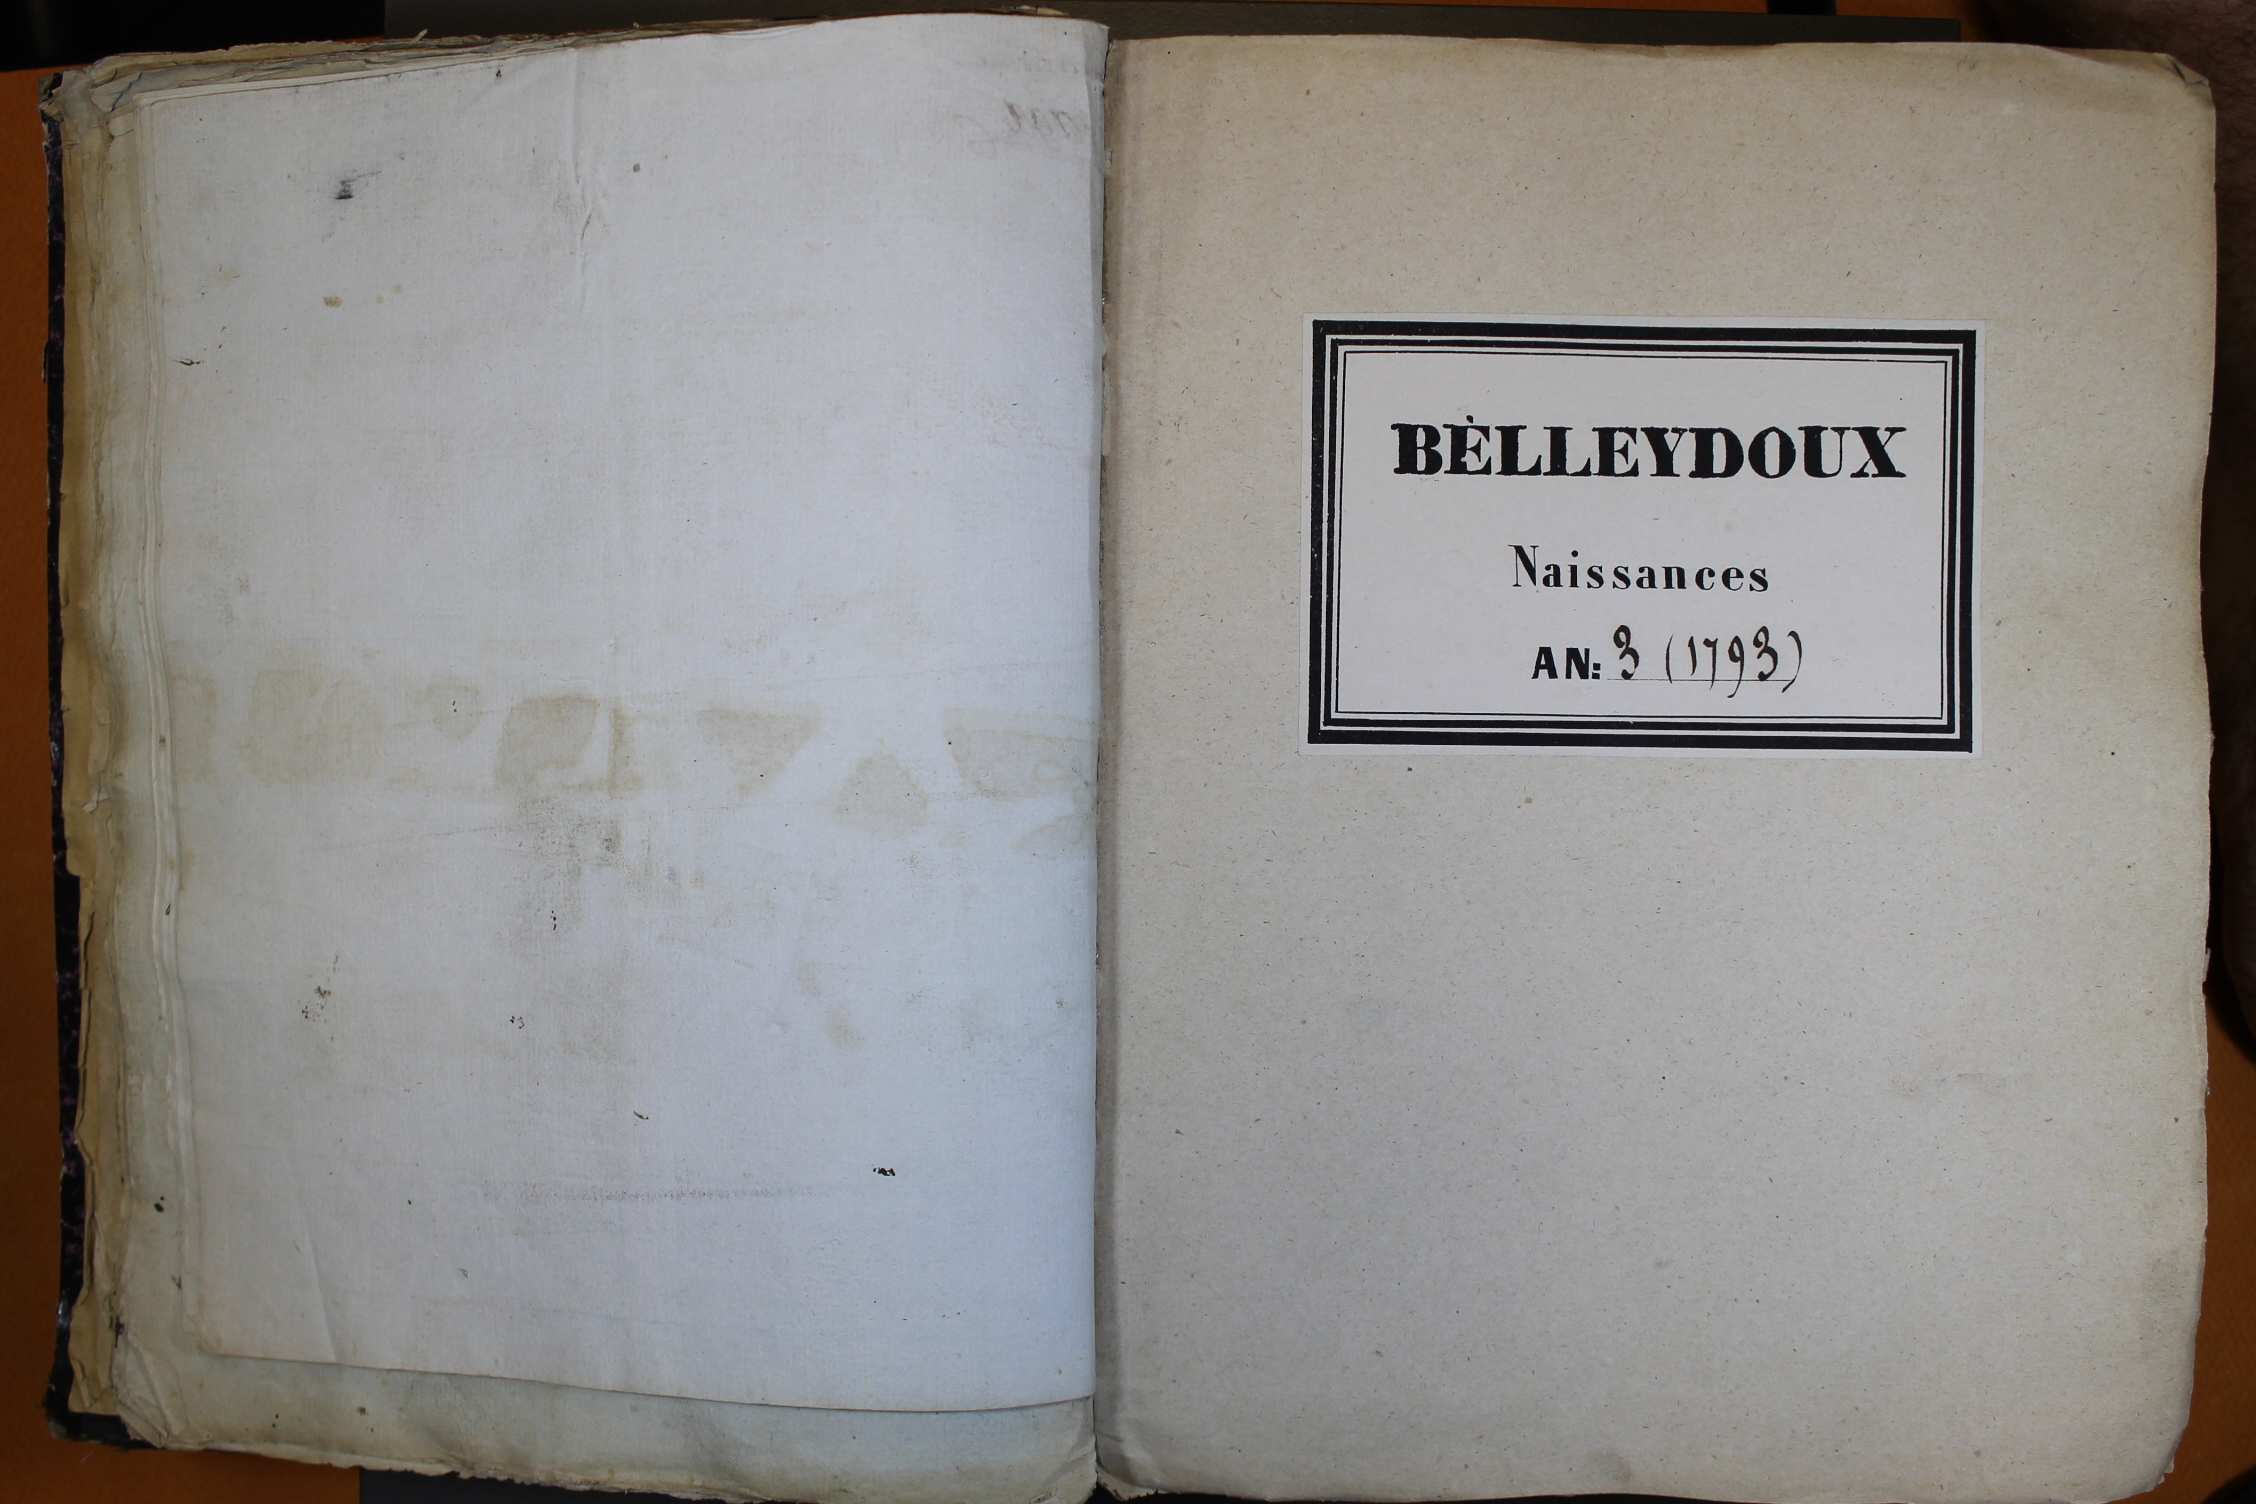 BÈLLEYDOUX
Naissances
AN: 3 (1793)